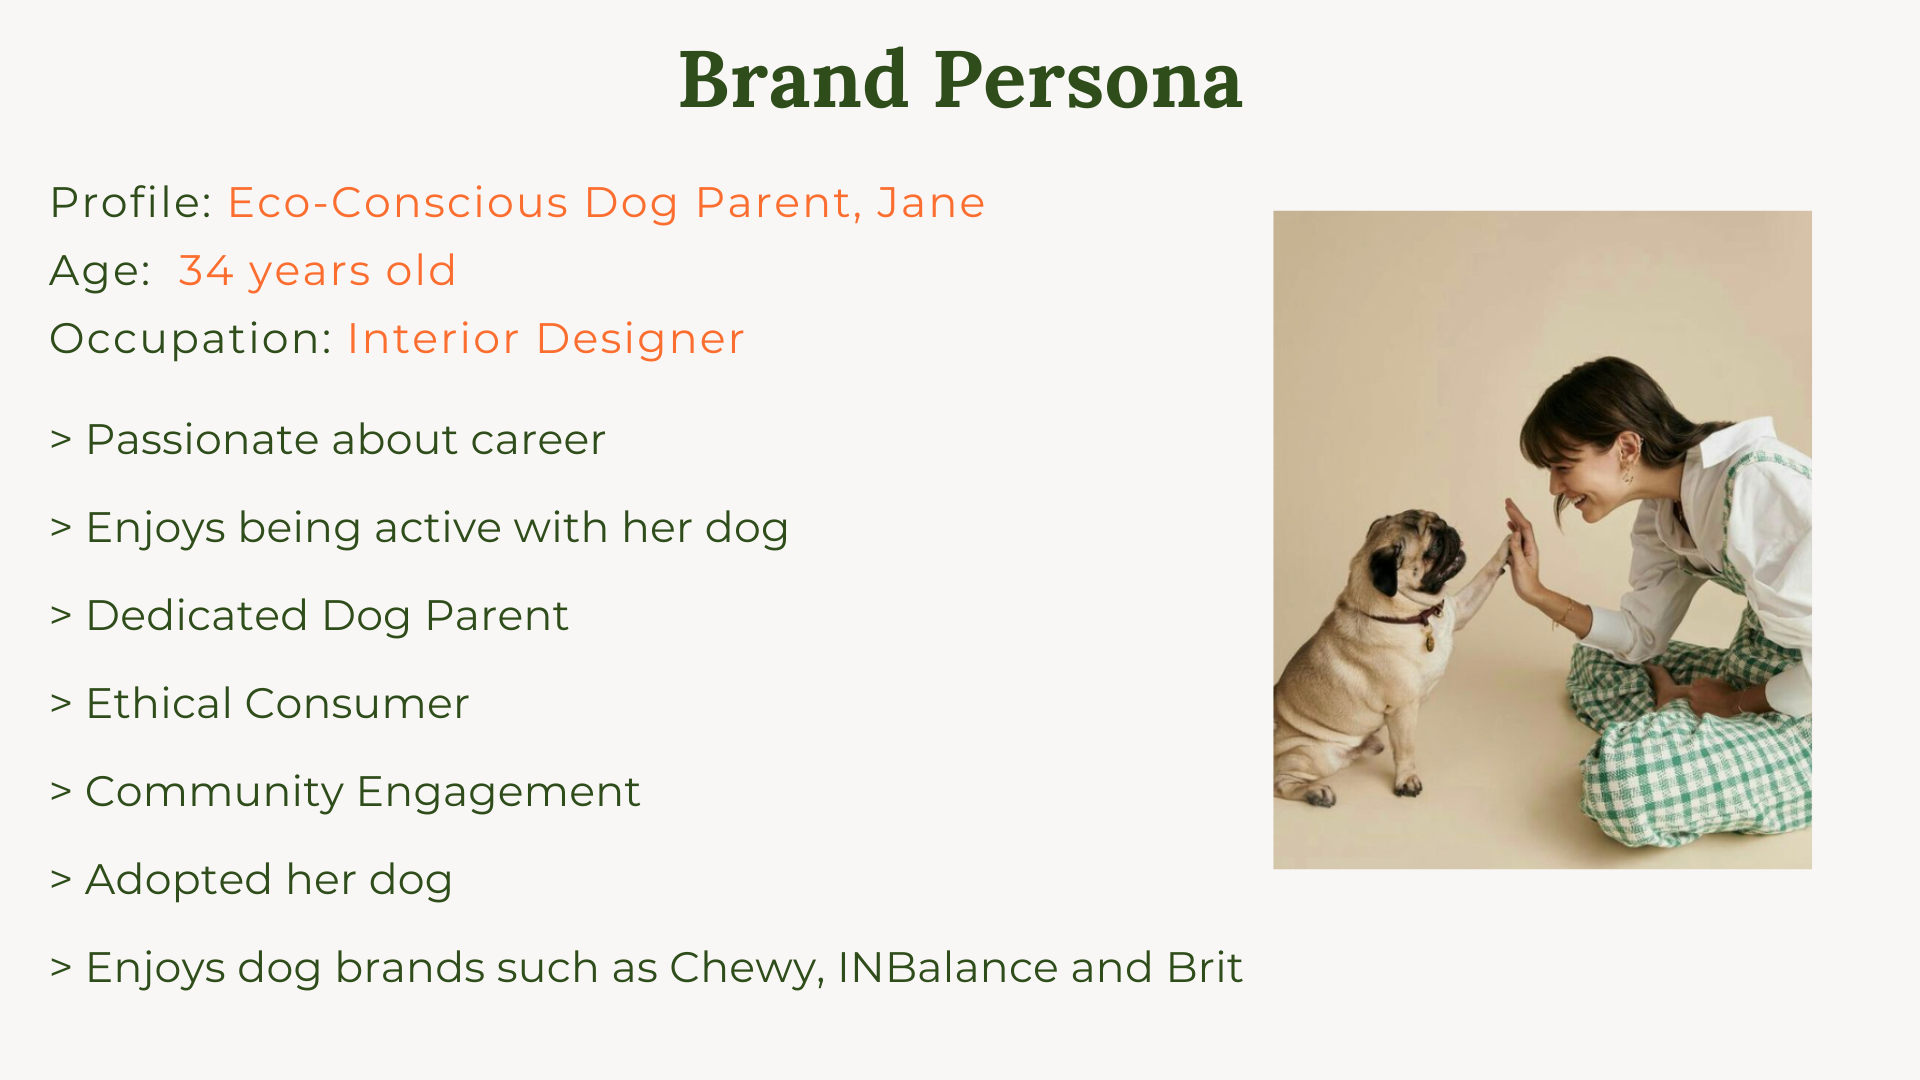 Brand Persona
Profile: Eco-Conscious Dog Parent, Jane
Age: 34 years old
Occupation: Interior Designer
> Passionate about career
> Enjoys being active with her dog
> Dedicated Dog Parent
> Ethical Consumer
> Community Engagement
> Adopted her dog
> Enjoys dog brands such as Chewy, INBalance and Brit